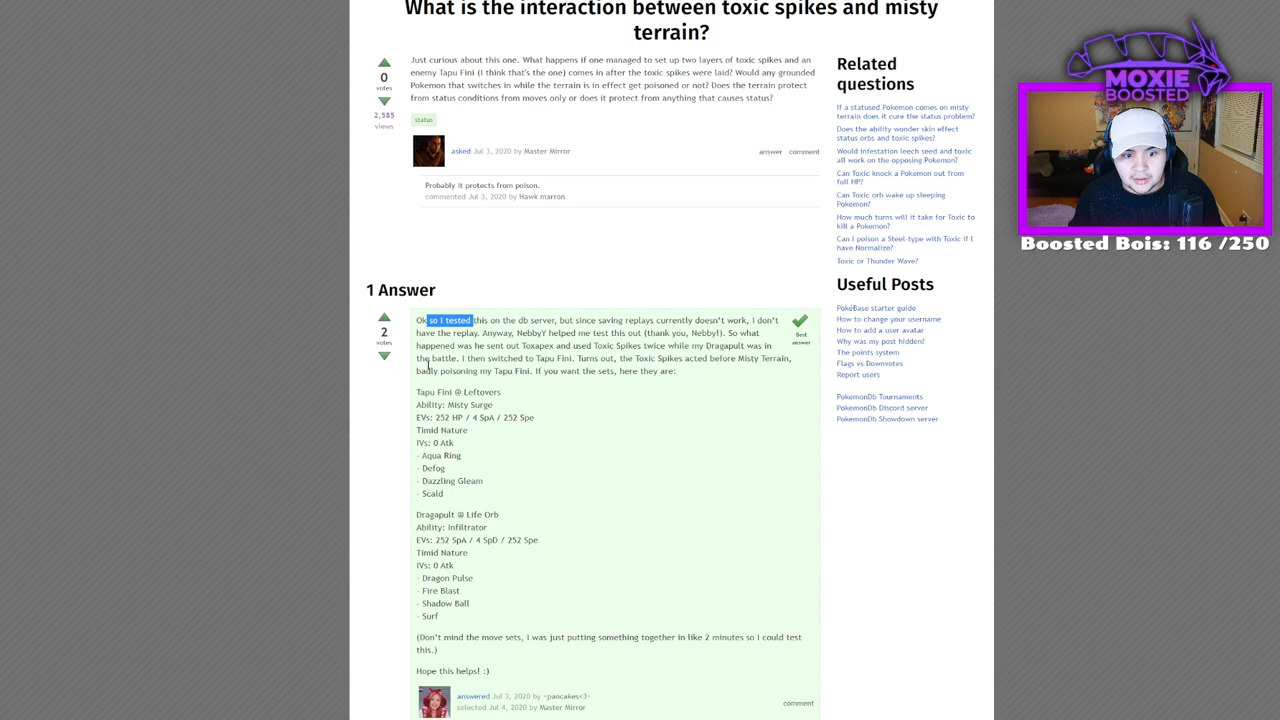 What is the interaction between toxic spikes and misty
terrain?
0
votes
2,585
views
Just curious about this one. What happens if one managed to set up two layers of toxic spikes and an
enemy Tapu Fini (I think that's the one) comes in after the toxic spikes were laid? Would any grounded
Pokemon that switches in while the terrain is in effect get poisoned or not? Does the terrain protect
from status conditions from moves only or does it protect from anything that causes status?
status
asked Jul 3, 2020 by Master Mirror
answer comment
Probably it protects from poison.
commented Jul 3, 2020 by Hawk marron
1 Answer
2
votes
Ok so I tested this on the db server, but since saving replays currently doesn't work, I don't
have the replay. Anyway, NebbyY helped me test this out (thank you, Nebby!). So what
happened was he sent out Toxapex and used Toxic Spikes twice while my Dragapult was in
the battle. I then switched to Tapu Fini. Turns out, the Toxic Spikes acted before Misty Terrain,
badly poisoning my Tapu Fini. If you want the sets, here they are:
Best
answer
Tapu Fini @ Leftovers
Ability: Misty Surge
EVs: 252 HP / 4 SpA / 252 Spe
Timid Nature
IVs: 0 Atk
- Aqua Ring
- Defog
- Dazzling Gleam
- Scald
Dragapult @ Life Orb
Ability: Infiltrator
EVs: 252 SpA / 4 SpD / 252 Spe
Timid Nature
IVs: 0 Atk
- Dragon Pulse
- Fire Blast
- Shadow Ball
- Surf
(Don't mind the move sets, I was just putting something together in like 2 minutes so I could test
this.)
Hope this helps! :)
answered Jul 3, 2020 by ~pancakes<3~
selected Jul 4, 2020 by Master Mirror
comment
Related
questions
If a statused Pokemon comes on misty
terrain does it cure the status problem?
Does the ability wonder skin effect
status orbs and toxic spikes?
Would infestation leech seed and toxic
all work on the opposing Pokemon?
Can Toxic knock a Pokemon out from
full HP?
Can Toxic orb wake up sleeping
Pokemon?
How much turns will it take for Toxic to
kill a Pokemon?
Can I poison a Steel-type with Toxic if I
have Normalize?
Toxic or Thunder Wave?
Useful Posts
PokéBase starter guide
How to change your username
How to add a user avatar
Why was my post hidden?
The points system
Flags vs Downvotes
Report users
PokemonDb Tournaments
PokemonDb Discord server
PokemonDb Showdown server
MOXIE
BOOSTED
Boosted Bois: 116 /250